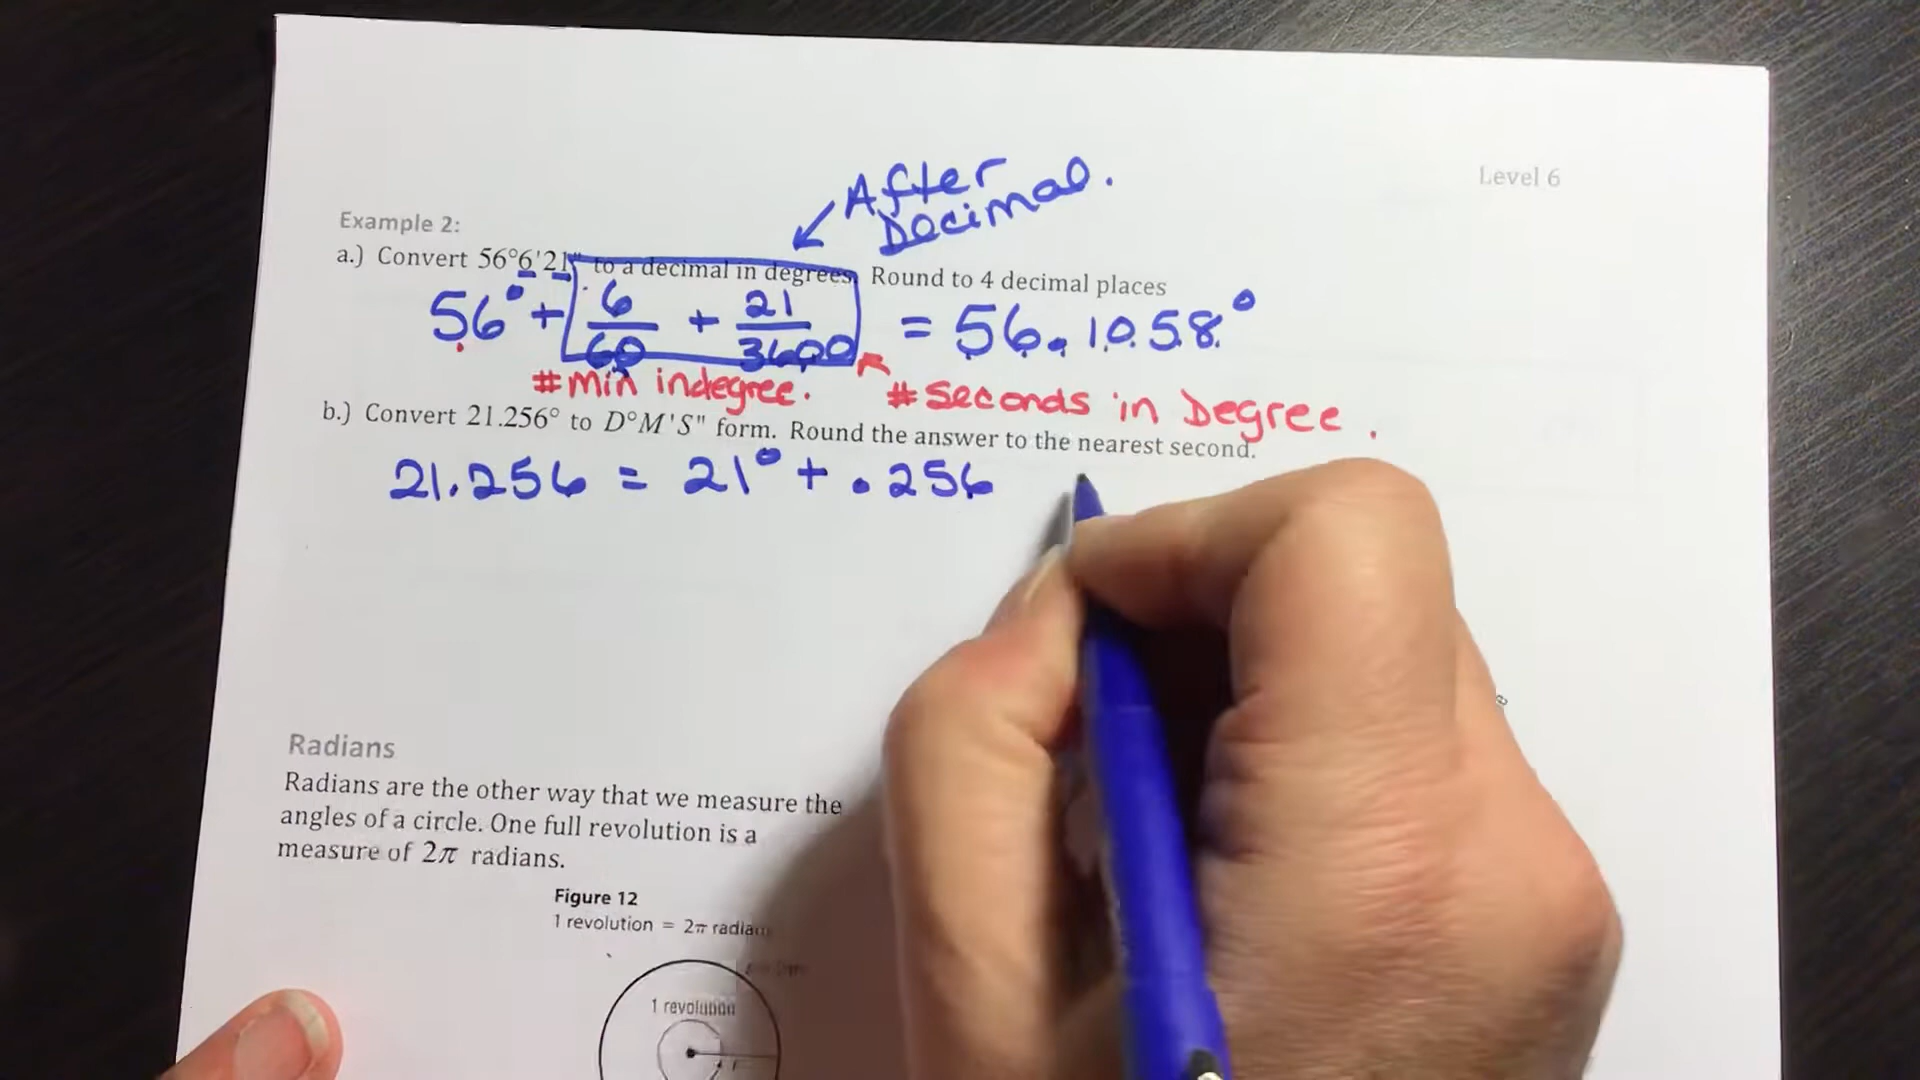 Level 6
After
Decimal.
Example 2:
a.) Convert 56°6'21" to a decimal in degrees. Round to 4 decimal places
56° + 6/60 + 21/3600 = 56.1058°
#min indegree. #seconds in Degree.
b.) Convert 21.256° to D°M'S" form. Round the answer to the nearest second.
21.256 = 21° + .256
Radians
Radians are the other way that we measure the
angles of a circle. One full revolution is a
measure of 2π radians.
Figure 12
1 revolution = 2π radians
1 revolution
r